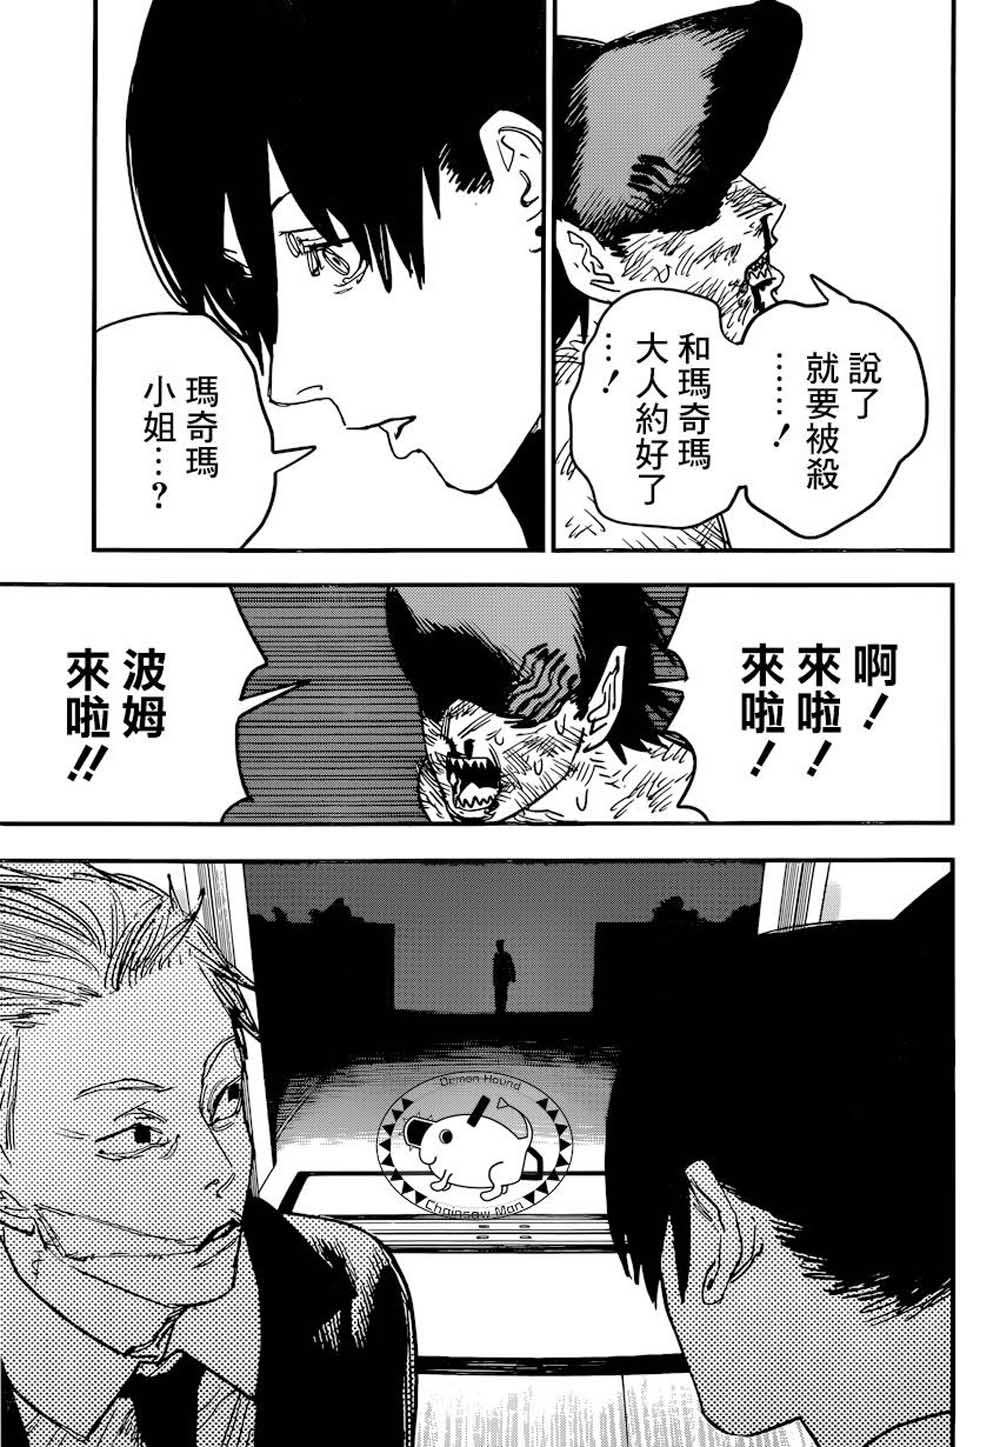 說了
就要被殺
……！
和瑪奇瑪
大人約好了
……！
瑪奇瑪
小姐…？
啊！
來啦！
來啦！
波姆
來啦!!
Demon Hound
Chainsaw Man